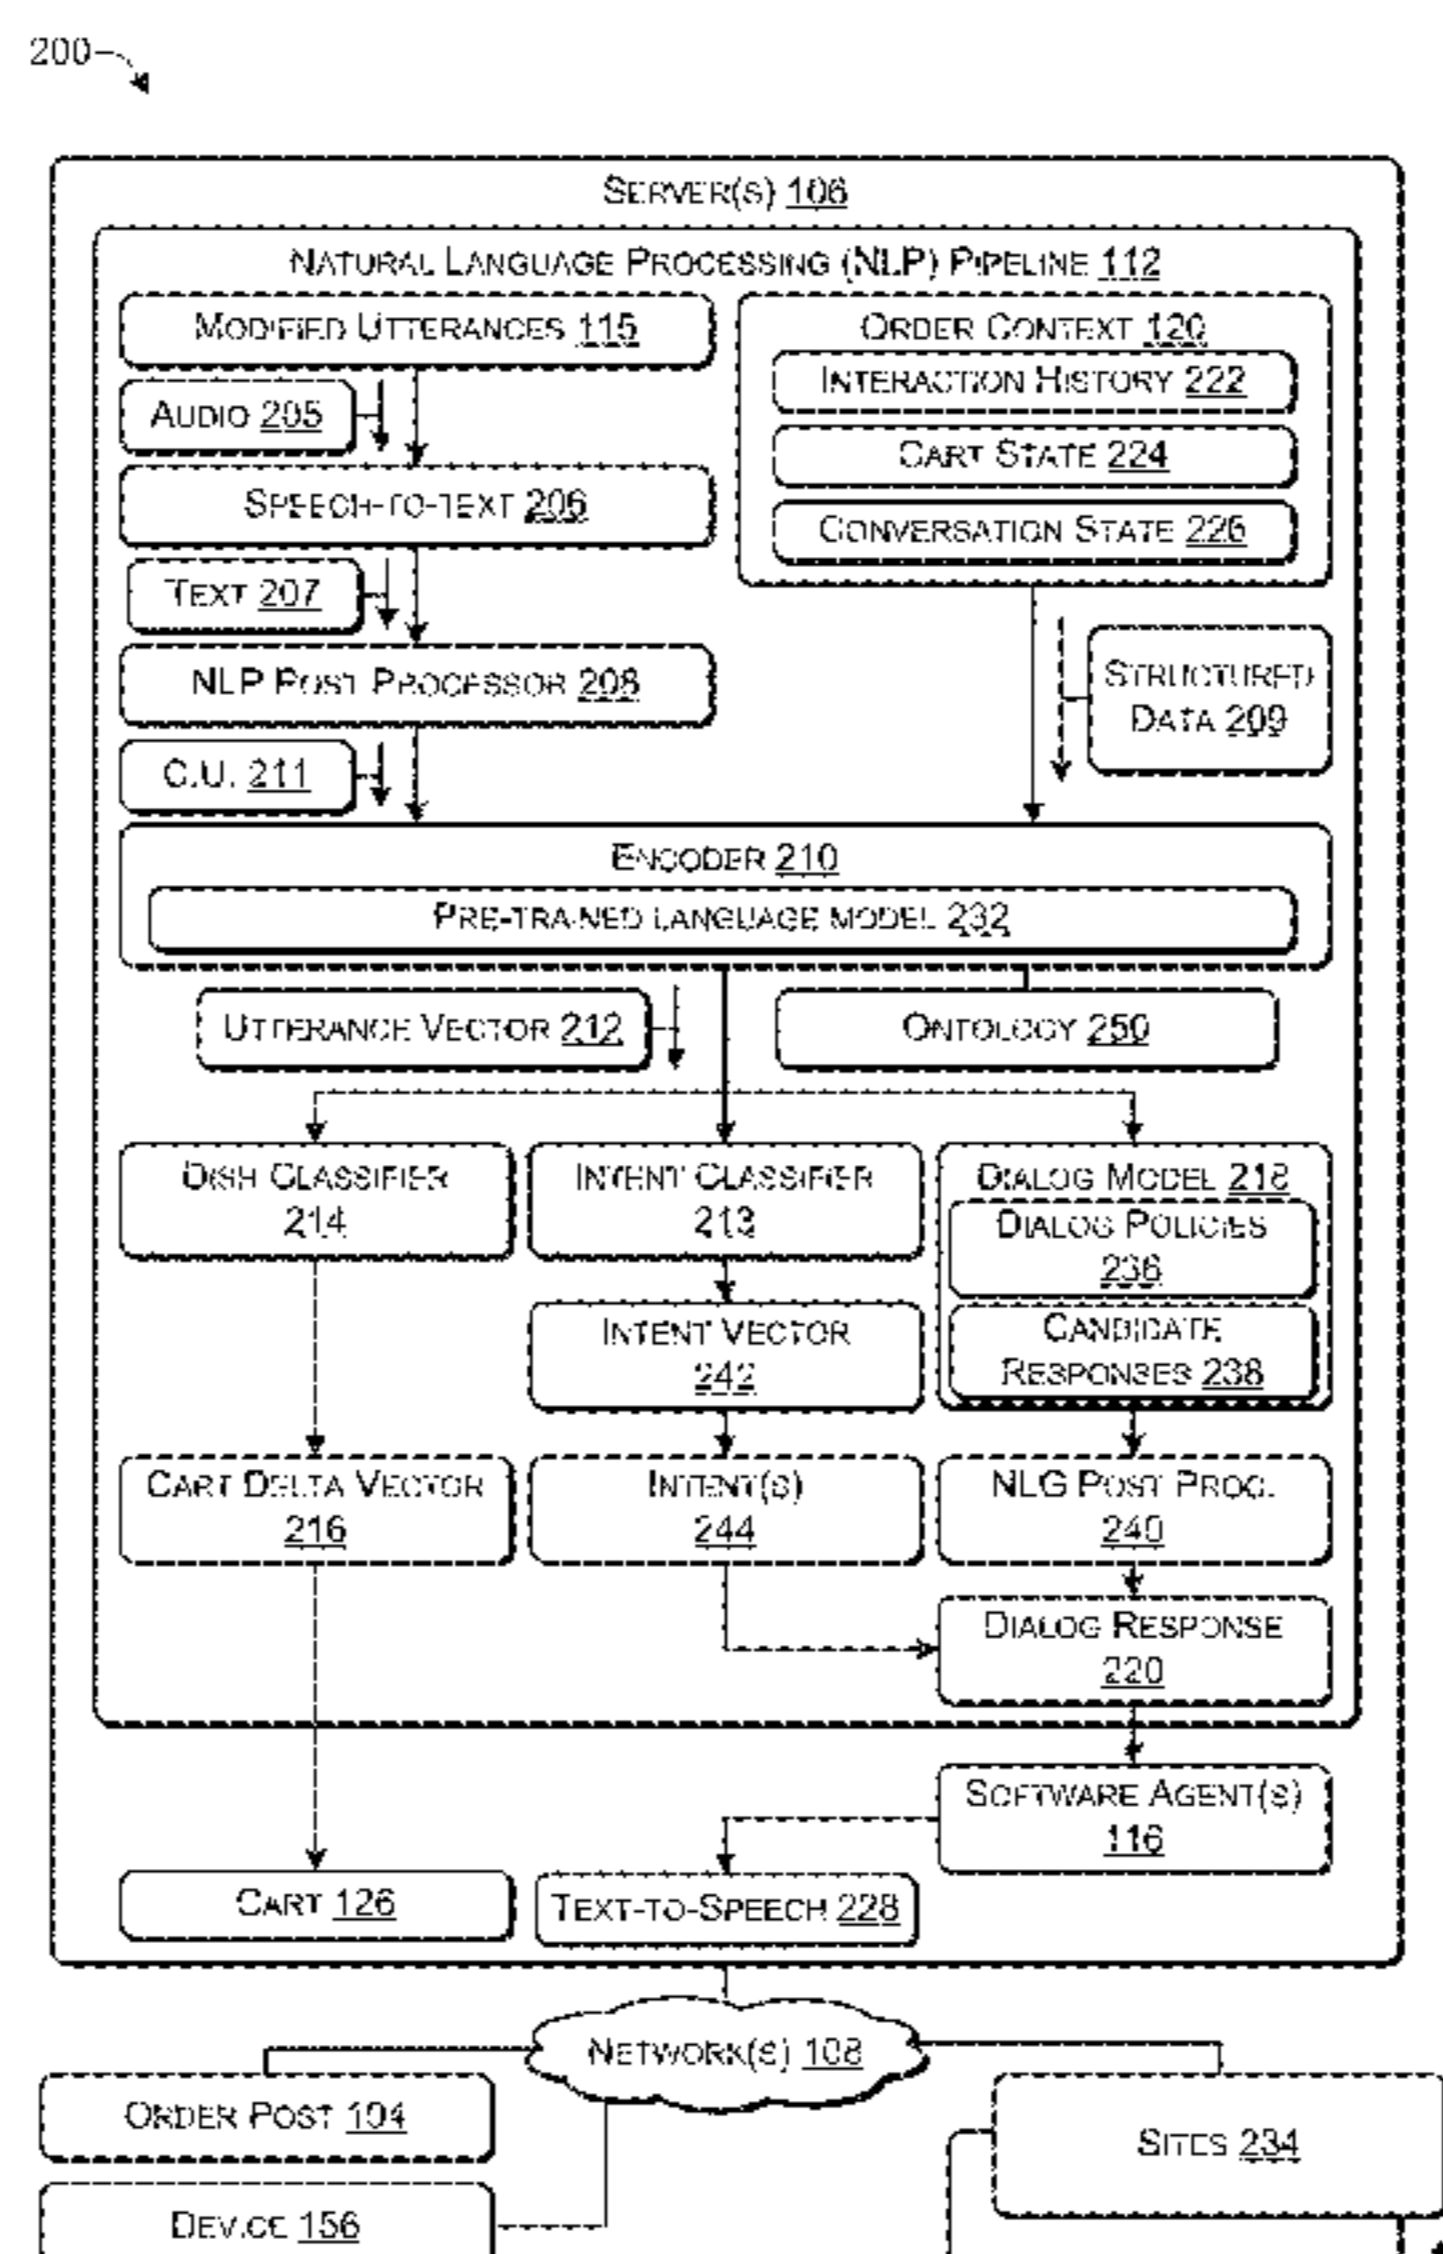 200
SERVER(S) 106
NATURAL LANGUAGE PROCESSING (NLP) PIPELINE 112
MODIFIED UTTERANCES 115
AUDIO 205
SPEECH-TO-TEXT 206
TEXT 207
NLP POST PROCESSOR 208
C.U. 211
ORDER CONTEXT 120
INTERACTION HISTORY 222
CART STATE 224
CONVERSATION STATE 226
STRUCTURED
DATA 209
ENCODER 210
PRE-TRAINED LANGUAGE MODEL 232
UTTERANCE VECTOR 212
ONTOLOGY 250
DISH CLASSIFIER
214
INTENT CLASSIFIER
213
DIALOG MODEL 218
DIALOG POLICIES
236
CANDIDATE
RESPONSES 238
INTENT VECTOR
242
CART DELTA VECTOR
216
INTENT(S)
244
NLG POST PROC.
240
DIALOG RESPONSE
220
SOFTWARE AGENT(S)
116
CART 126
TEXT-TO-SPEECH 228
NETWORK(S) 108
ORDER POST 104
SITES 234
DEVICE 156